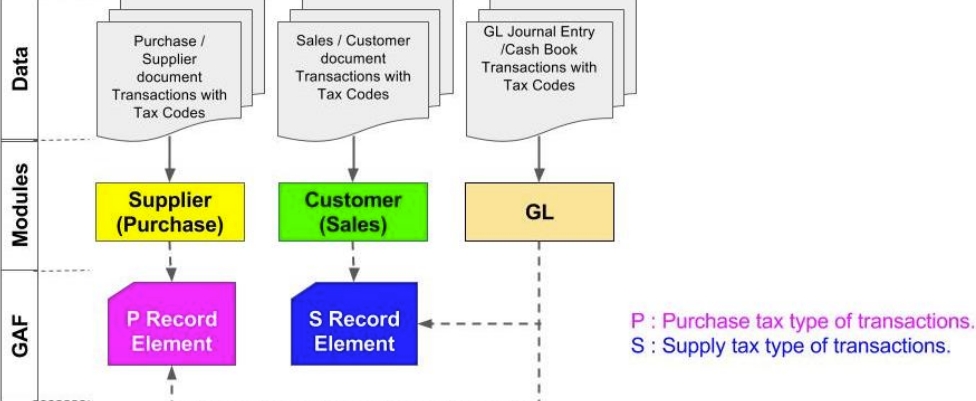 Data
Purchase /
Supplier
document
Transactions with
Tax Codes
Sales / Customer
document
Transactions with
Tax Codes
GL Journal Entry
/Cash Book
Transactions with
Tax Codes
Modules
Supplier
(Purchase)
Customer
(Sales)
GL
GAF
P Record
Element
S Record
Element
P : Purchase tax type of transactions.
S : Supply tax type of transactions.